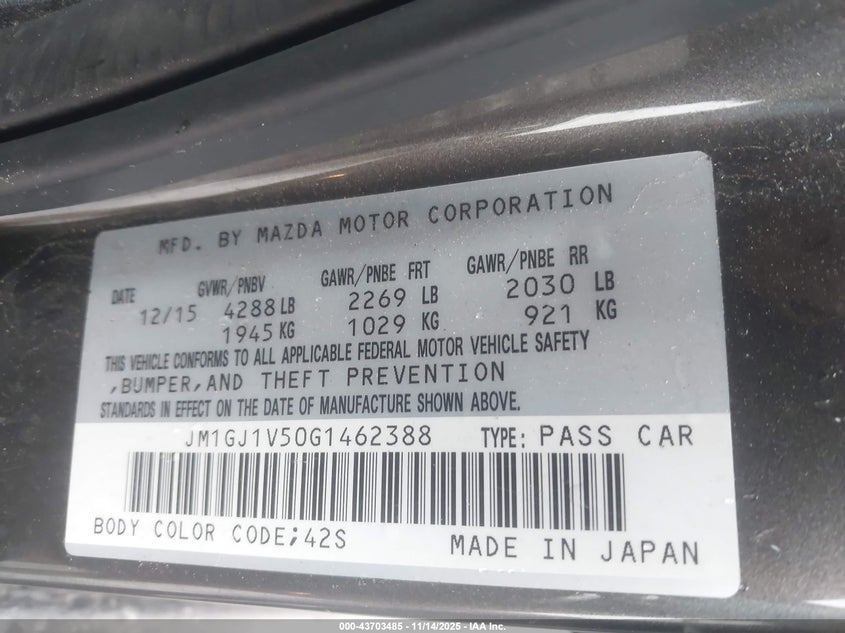 MFD. BY MAZDA MOTOR CORPORATION
DATE GVWR/PNBV GAWR/PNBE FRT GAWR/PNBE RR
12/15 4288 LB 2269 LB 2030 LB
1945 KG 1029 KG 921 KG
THIS VEHICLE CONFORMS TO ALL APPLICABLE FEDERAL MOTOR VEHICLE SAFETY
,BUMPER,AND THEFT PREVENTION
STANDARDS IN EFFECT ON THE DATE OF MANUFACTURE SHOWN ABOVE.
JM1GJ1V50G1462388 TYPE: PASS CAR
BODY COLOR CODE;42S MADE IN JAPAN
000-43703485 - 11/14/2025 - IAA Inc.